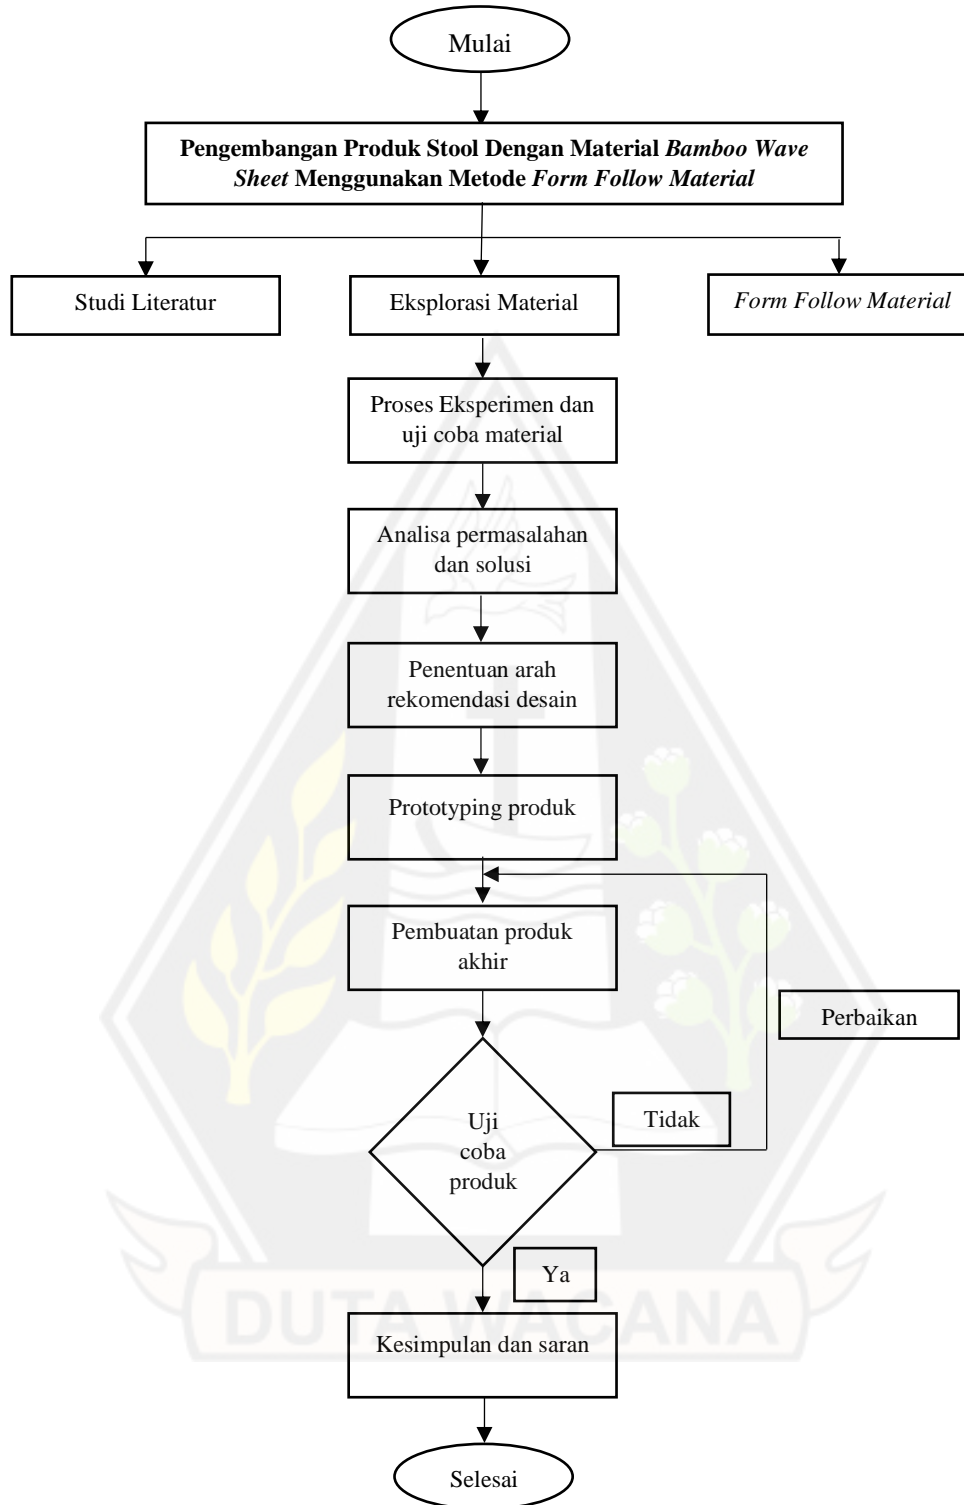 Mulai
Pengembangan Produk Stool Dengan Material Bamboo Wave
Sheet Menggunakan Metode Form Follow Material
Studi Literatur
Eksplorasi Material
Form Follow Material
Proses Eksperimen dan
uji coba material
Analisa permasalahan
dan solusi
Penentuan arah
rekomendasi desain
Prototyping produk
Pembuatan produk
akhir
Perbaikan
Tidak
Uji
coba
produk
Ya
DUTA WACANA
Kesimpulan dan saran
Selesai